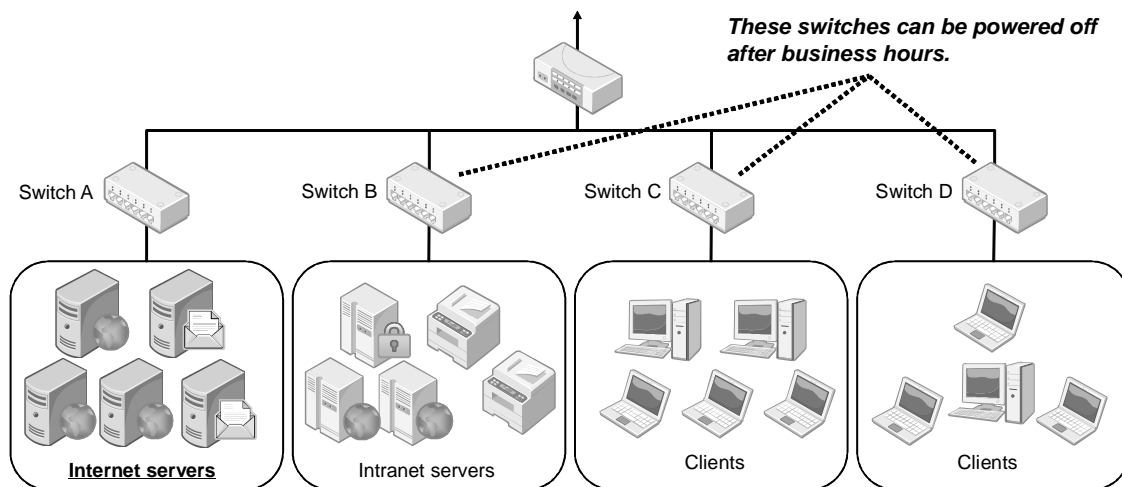 These switches can be powered off
after business hours.
Switch A
Switch B
Switch C
Switch D
Internet servers
Intranet servers
Clients
Clients